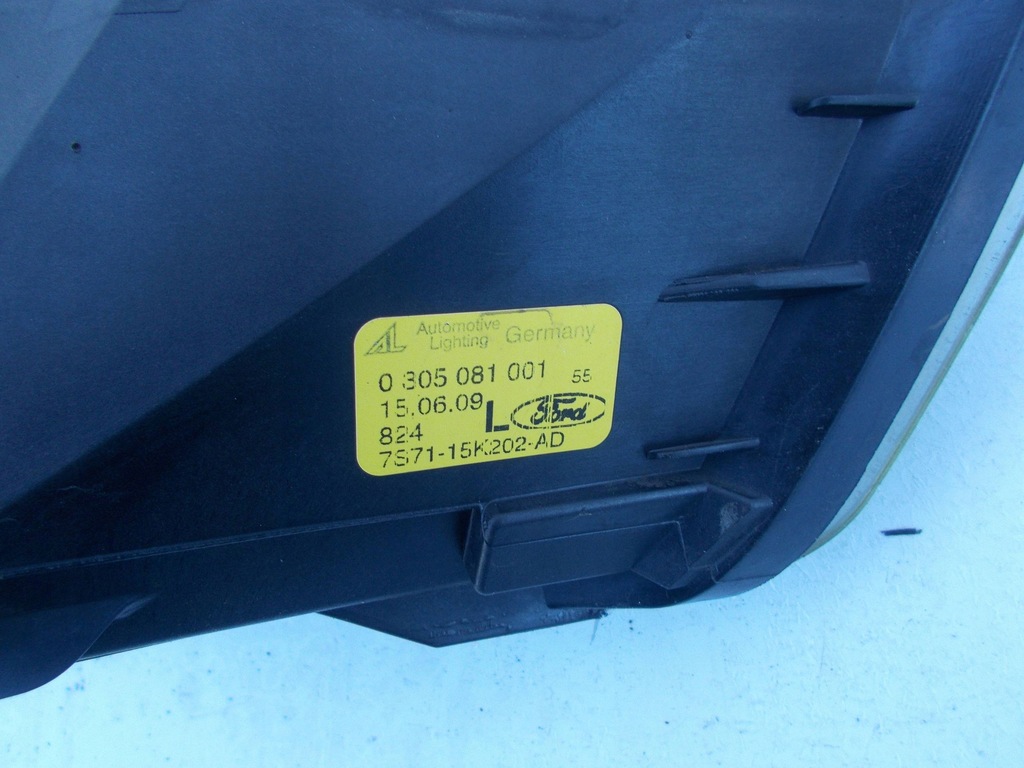 AL Automotive Lighting Germany
0 305 081 001 55
15.06.09 L Ford
824
7S71-15K202-AD